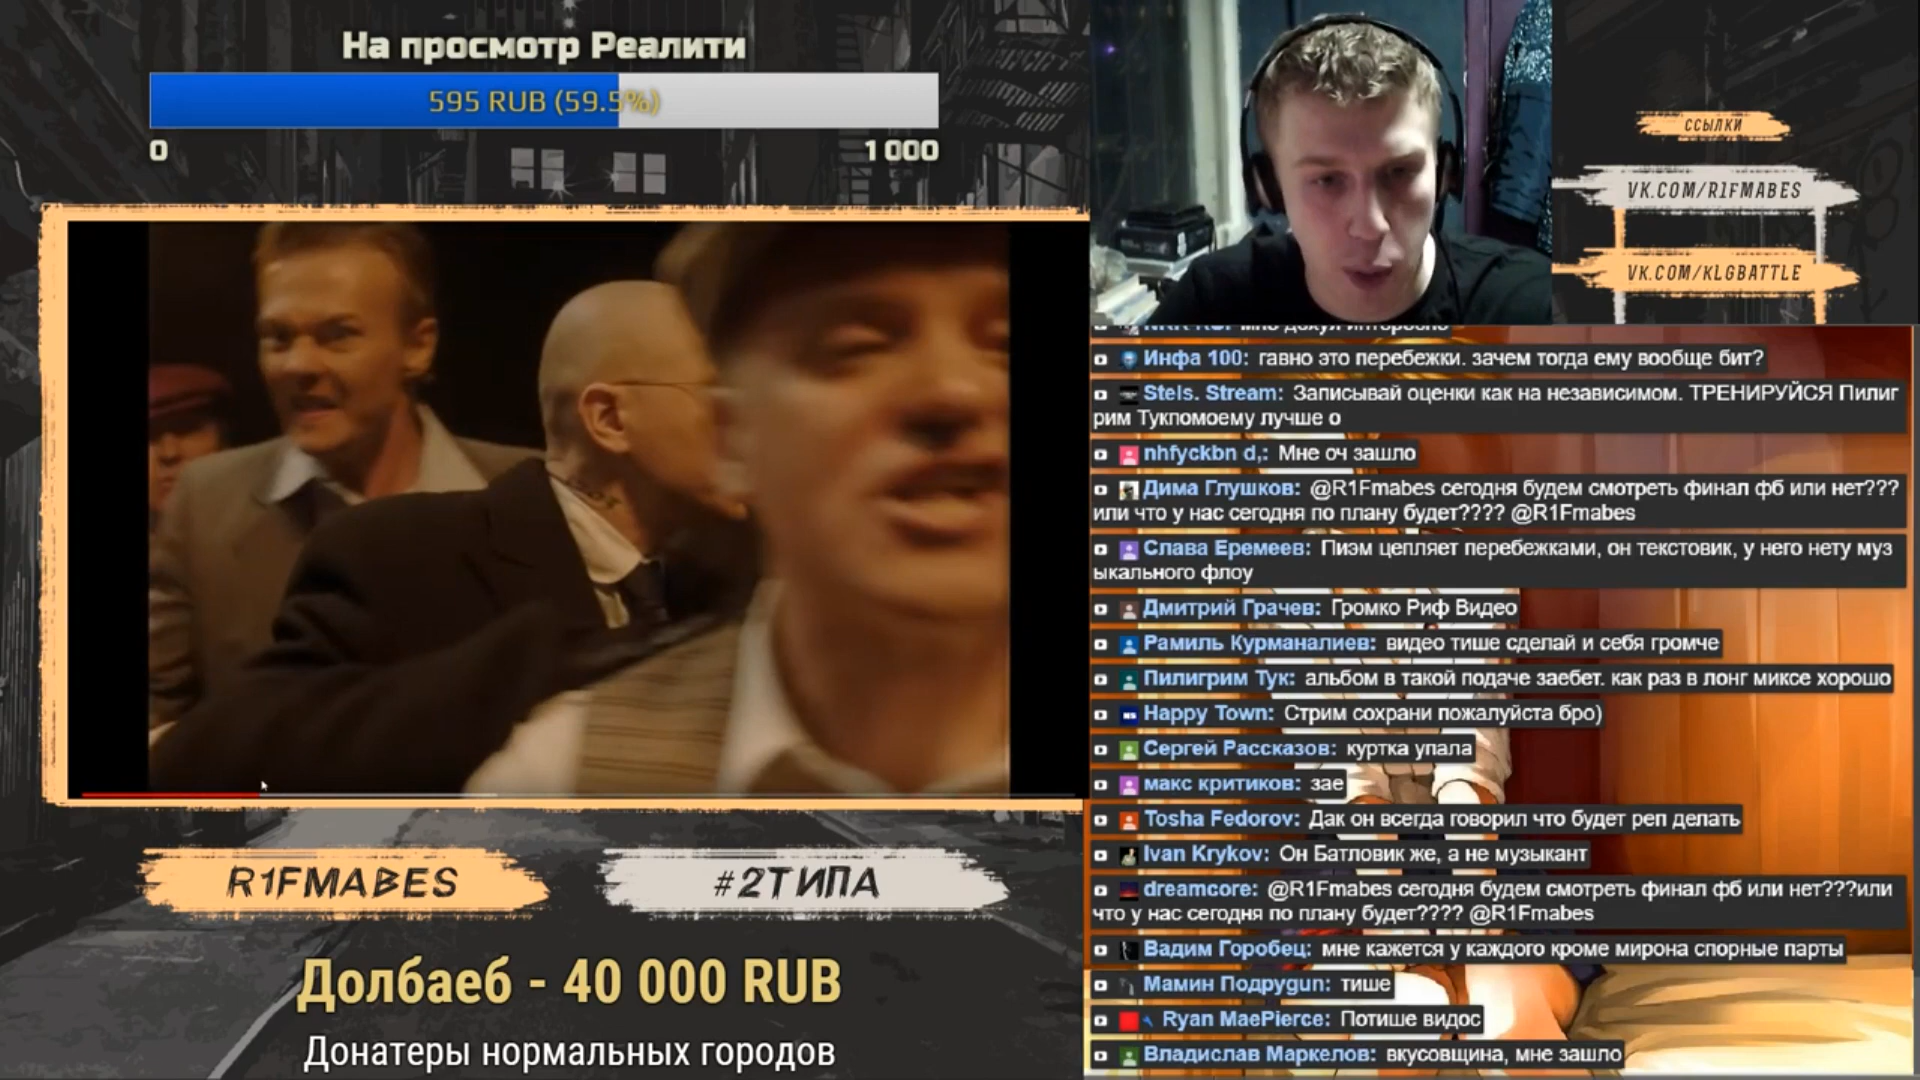 На просмотр Реалити
595 RUB (59.5%)
0
1 000
ССЫЛКИ
VK.COM/R1FMABES
VK.COM/KLGBATTLE
Инфа 100: гавно это перебежки. зачем тогда ему вообще бит?
Stels. Stream: Записывай оценки как на независимом. ТРЕНИРУЙСЯ Пилиг
рим Тукпомоему лучше о
nhfyckbn d,: Мне оч зашло
Дима Глушков: @R1Fmabes сегодня будем смотреть финал фб или нет???
или что у нас сегодня по плану будет???? @R1Fmabes
Слава Еремеев: Пиэм цепляет перебежками, он текстовик, у него нету муз
ыкального флоу
Дмитрий Грачев: Громко Риф Видео
Рамиль Курманалиев: видео тише сделай и себя громче
Пилигрим Тук: альбом в такой подаче заебет. как раз в лонг миксе хорошо
Happy Town: Стрим сохрани пожалуйста бро)
Сергей Рассказов: куртка упала
макс критиков: зае
Tosha Fedorov: Дак он всегда говорил что будет реп делать
Ivan Krykov: Он Батловик же, а не музыкант
dreamcore: @R1Fmabes сегодня будем смотреть финал фб или нет???или
что у нас сегодня по плану будет???? @R1Fmabes
Вадим Горобец: мне кажется у каждого кроме мирона спорные парты
Мамин Подруgun: тише
Ryan MaePierce: Потише видос
Владислав Маркелов: вкусовщина, мне зашло
R1FMABES
#2ТИПА
Долбаеб - 40 000 RUB
Донатеры нормальных городов